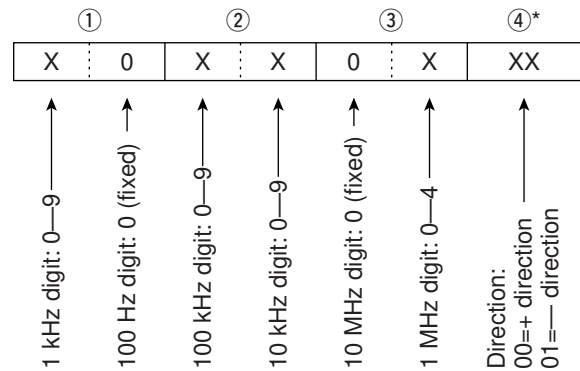 ① ② ③ ④*
X 0 X X 0 X XX
1 kHz digit: 0—9
100 Hz digit: 0 (fixed)
100 kHz digit: 0—9
10 kHz digit: 0—9
10 MHz digit: 0 (fixed)
1 MHz digit: 0—4
Direction:
00=+ direction
01=— direction